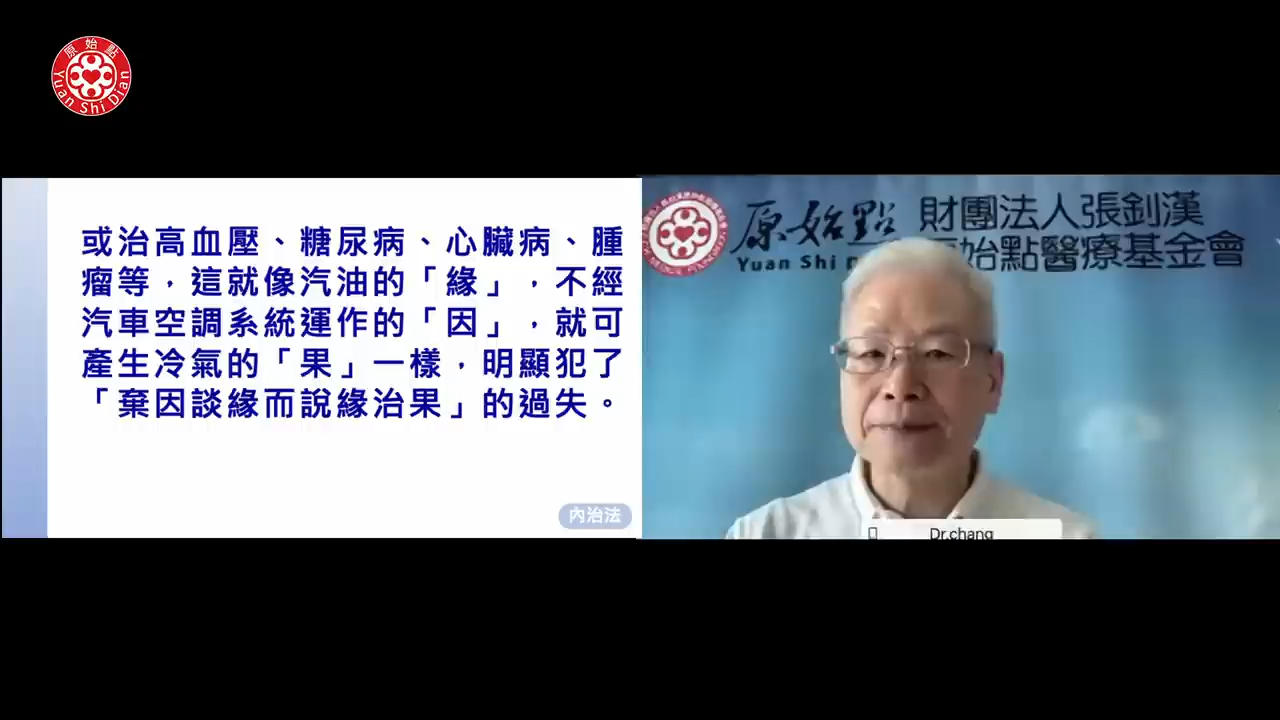 原始點
Yuan Shi Dian
或治高血壓、糖尿病、心臟病、腫
瘤等，這就像汽油的「緣」，不經
汽車空調系統運作的「因」，就可
產生冷氣的「果」一樣，明顯犯了
「棄因談緣而說緣治果」的過失。
內治法
原始點
Yuan Shi
財團法人張釗漢
原始點醫療基金會
Dr.chang